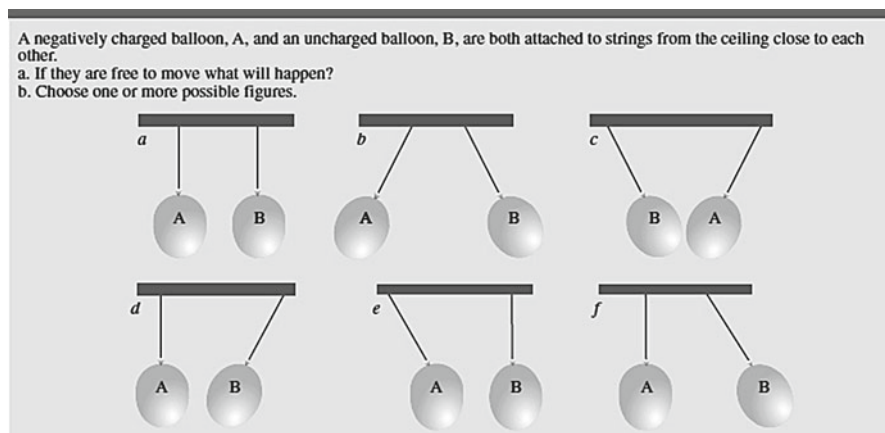 A negatively charged balloon, A, and an uncharged balloon, B, are both attached to strings from the ceiling close to each
other.
a. If they are free to move what will happen?
b. Choose one or more possible figures.
a b c
A B A B B A
d e f
A B A B A B